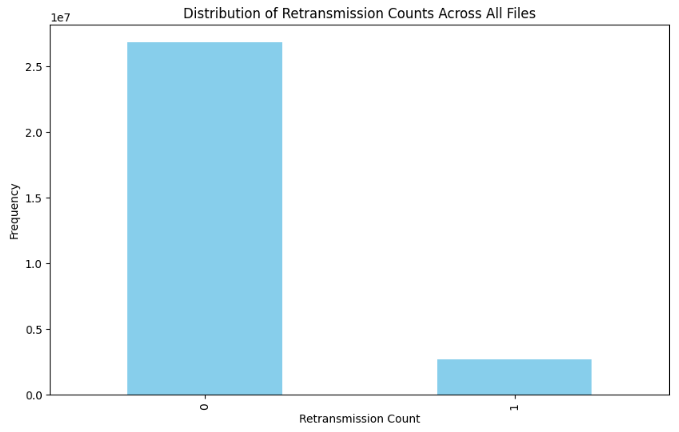 Distribution of Retransmission Counts Across All Files
1e7
2.5
2.0
1.5
1.0
0.5
0.0
Frequency
0
1
Retransmission Count